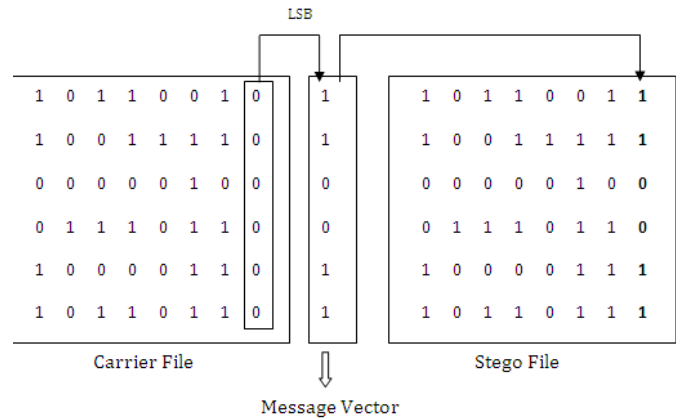 LSB
1 0 1 1 0 0 1 0 1 1 0 1 1 0 0 1 1
1 0 0 1 1 1 1 0 1 1 0 0 1 1 1 1 1
0 0 0 0 0 1 0 0 0 0 0 0 0 0 1 0 0
0 1 1 1 0 1 1 0 0 0 1 1 1 0 1 1 0
1 0 0 0 0 1 1 0 1 1 0 0 0 0 1 1 1
1 0 1 1 0 1 1 0 1 1 0 1 1 0 1 1 1
Carrier File Stego File
Message Vector